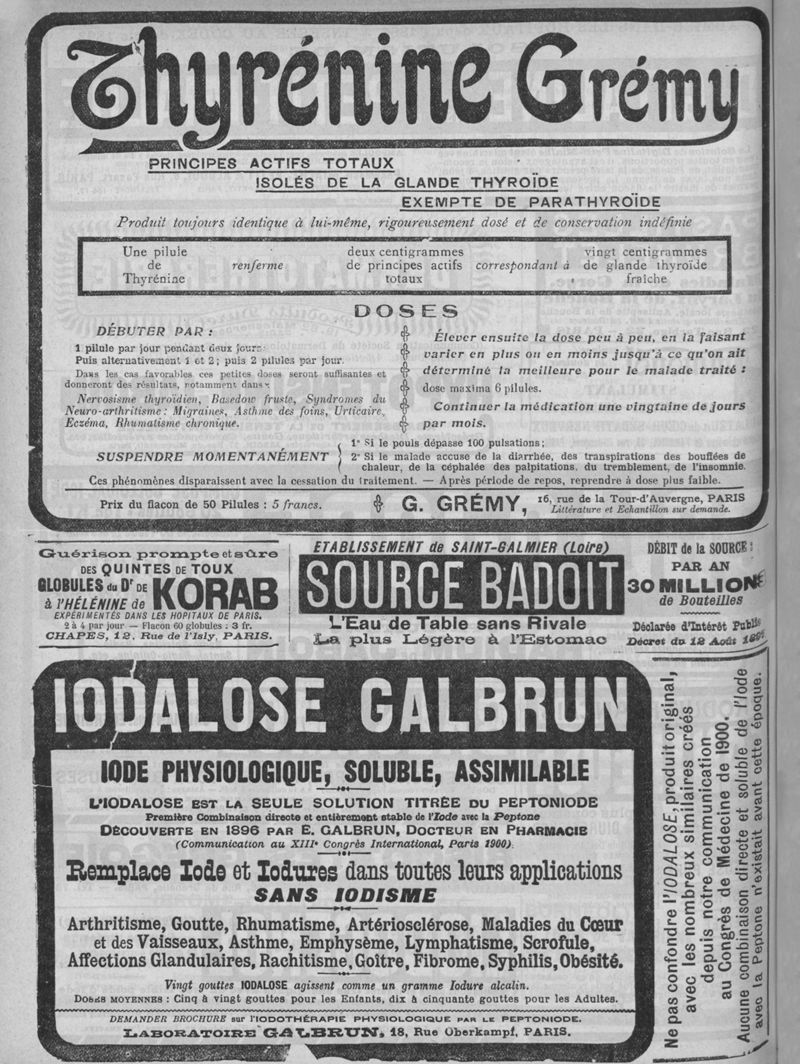 Thyrénine Grémy
PRINCIPES ACTIFS TOTAUX
ISOLÉS DE LA GLANDE THYROÏDE
EXEMPTE DE PARATHYROÏDE
Produit toujours identique à lui-même, rigoureusement dosé et de conservation indéfinie
Une pilule
de
Thyrénine
renferme
deux centigrammes
de principes actifs
totaux
correspondant à
vingt centigrammes
de glande thyroïde
fraîche
DOSES
DÉBUTER PAR :
1 pilule par jour pendant deux jours
Puis alternativement 1 et 2 ; puis 2 pilules par jour.
Dans les cas favorables ces petites doses seront suffisantes et
donneront des résultats, notamment dans :
Nervosisme thyroïdien, Basedow fruste, Syndromes du
Neuro-arthritisme : Migraines, Asthme des foins, Urticaire,
Eczéma, Rhumatisme chronique.
Élever ensuite la dose peu à peu, en la faisant
varier en plus ou en moins jusqu'à ce qu'on ait
déterminé la meilleure pour le malade traité :
dose maxima 6 pilules.
Continuer la médication une vingtaine de jours
par mois.
SUSPENDRE MOMENTANÉMENT
1° Si le pouls dépasse 100 pulsations ;
2° Si le malade accuse de la diarrhée, des transpirations des bouffées de
chaleur, de la céphalée des palpitations, du tremblement, de l'insomnie.
Ces phénomènes disparaissent avec la cessation du traitement. — Après période de repos, reprendre à dose plus faible.
Prix du flacon de 50 Pilules : 5 francs.
G. GRÉMY, 16, rue de la Tour-d'Auvergne, PARIS
Littérature et Echantillon sur demande.
Guérison prompte et sûre
DES QUINTES DE TOUX
GLOBULES du Dr DE KORAB
à l'HÉLÉNINE de
EXPÉRIMENTÉS DANS LES HOPITAUX DE PARIS.
2 à 4 par jour — Flacon 60 globules : 3 fr.
CHAPES, 12, Rue de l'Isly, PARIS.
ETABLISSEMENT de SAINT-GALMIER (Loire)
SOURCE BADOIT
L'Eau de Table sans Rivale
La plus Légère à l'Estomac
DÉBIT de la SOURCE :
PAR AN
30 MILLIONS
de Bouteilles
Déclarée d'Intérêt Public
Décret du 12 Août
IODALOSE GALBRUN
IODE PHYSIOLOGIQUE, SOLUBLE, ASSIMILABLE
L'IODALOSE EST LA SEULE SOLUTION TITRÉE DU PEPTONIODE
Première Combinaison directe et entièrement stable de l'Iode avec la Peptone
DÉCOUVERTE EN 1896 PAR E. GALBRUN, DOCTEUR EN PHARMACIE
(Communication au XIIIe Congrès International, Paris 1900).
Remplace Iode et Iodures dans toutes leurs applications
SANS IODISME
Arthritisme, Goutte, Rhumatisme, Artériosclérose, Maladies du Cœur
et des Vaisseaux, Asthme, Emphysème, Lymphatisme, Scrofule,
Affections Glandulaires, Rachitisme, Goître, Fibrome, Syphilis, Obésité.
Vingt gouttes IODALOSE agissent comme un gramme Iodure alcalin.
DOSES MOYENNES : Cinq à vingt gouttes pour les Enfants, dix à cinquante gouttes pour les Adultes.
DEMANDER BROCHURE SUR l'IODOTHÉRAPIE PHYSIOLOGIQUE PAR LE PEPTONIODE.
LABORATOIRE GALBRUN, 18, Rue Oberkampf, PARIS.
Ne pas confondre l'IODALOSE, produit original,
avec les nombreux similaires créés
depuis notre communication
au Congrès de Médecine de 1900.
Aucune combinaison directe et soluble de l'Iode
avec la Peptone n'existait avant cette époque.